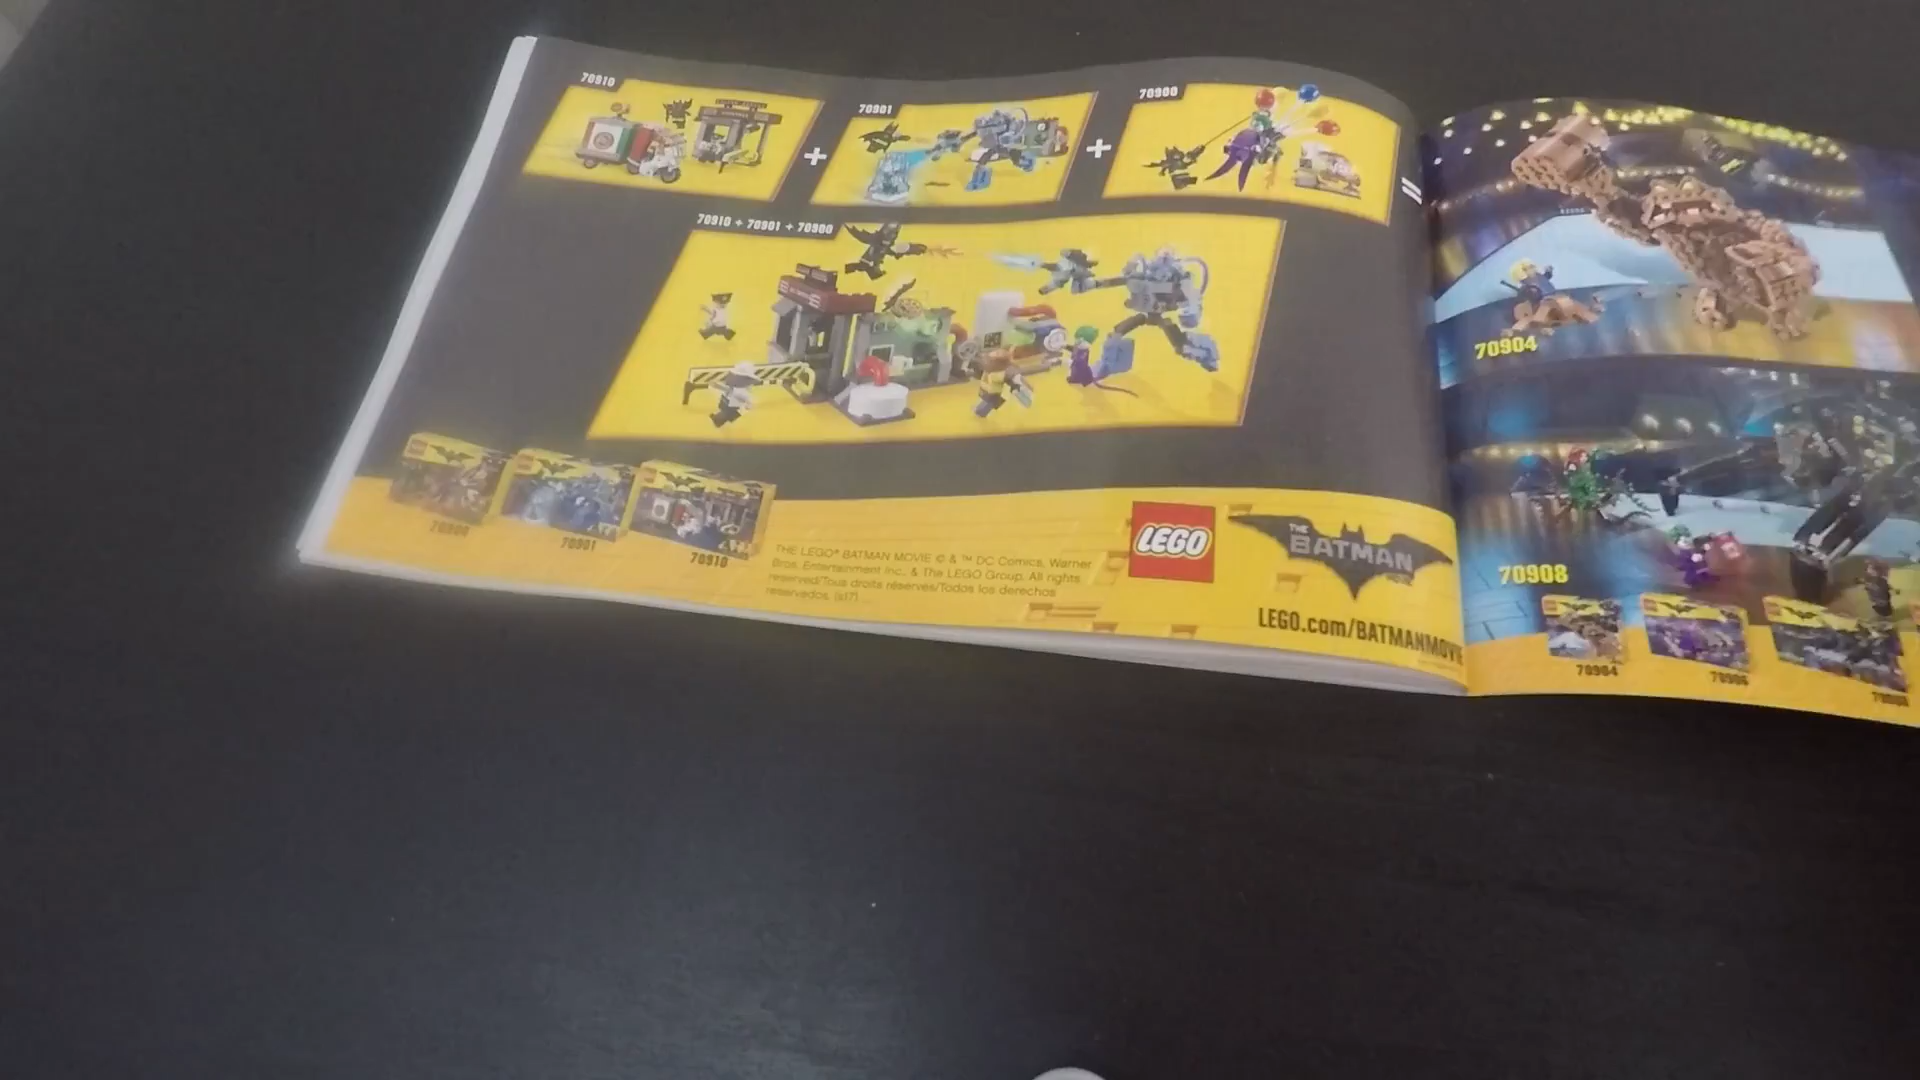 70910
70901
70900
+
+
=
70910 + 70901 + 70900
70900
70901
70910
THE LEGO® BATMAN MOVIE © & ™ DC Comics, Warner
Bros. Entertainment Inc., & The LEGO Group. All rights
reserved/Tous droits réservés/Todos los derechos
reservados. (s17)
LEGO
THE
BATMAN
LEGO.com/BATMANMOVIE
70904
70908
70904
70906
70908